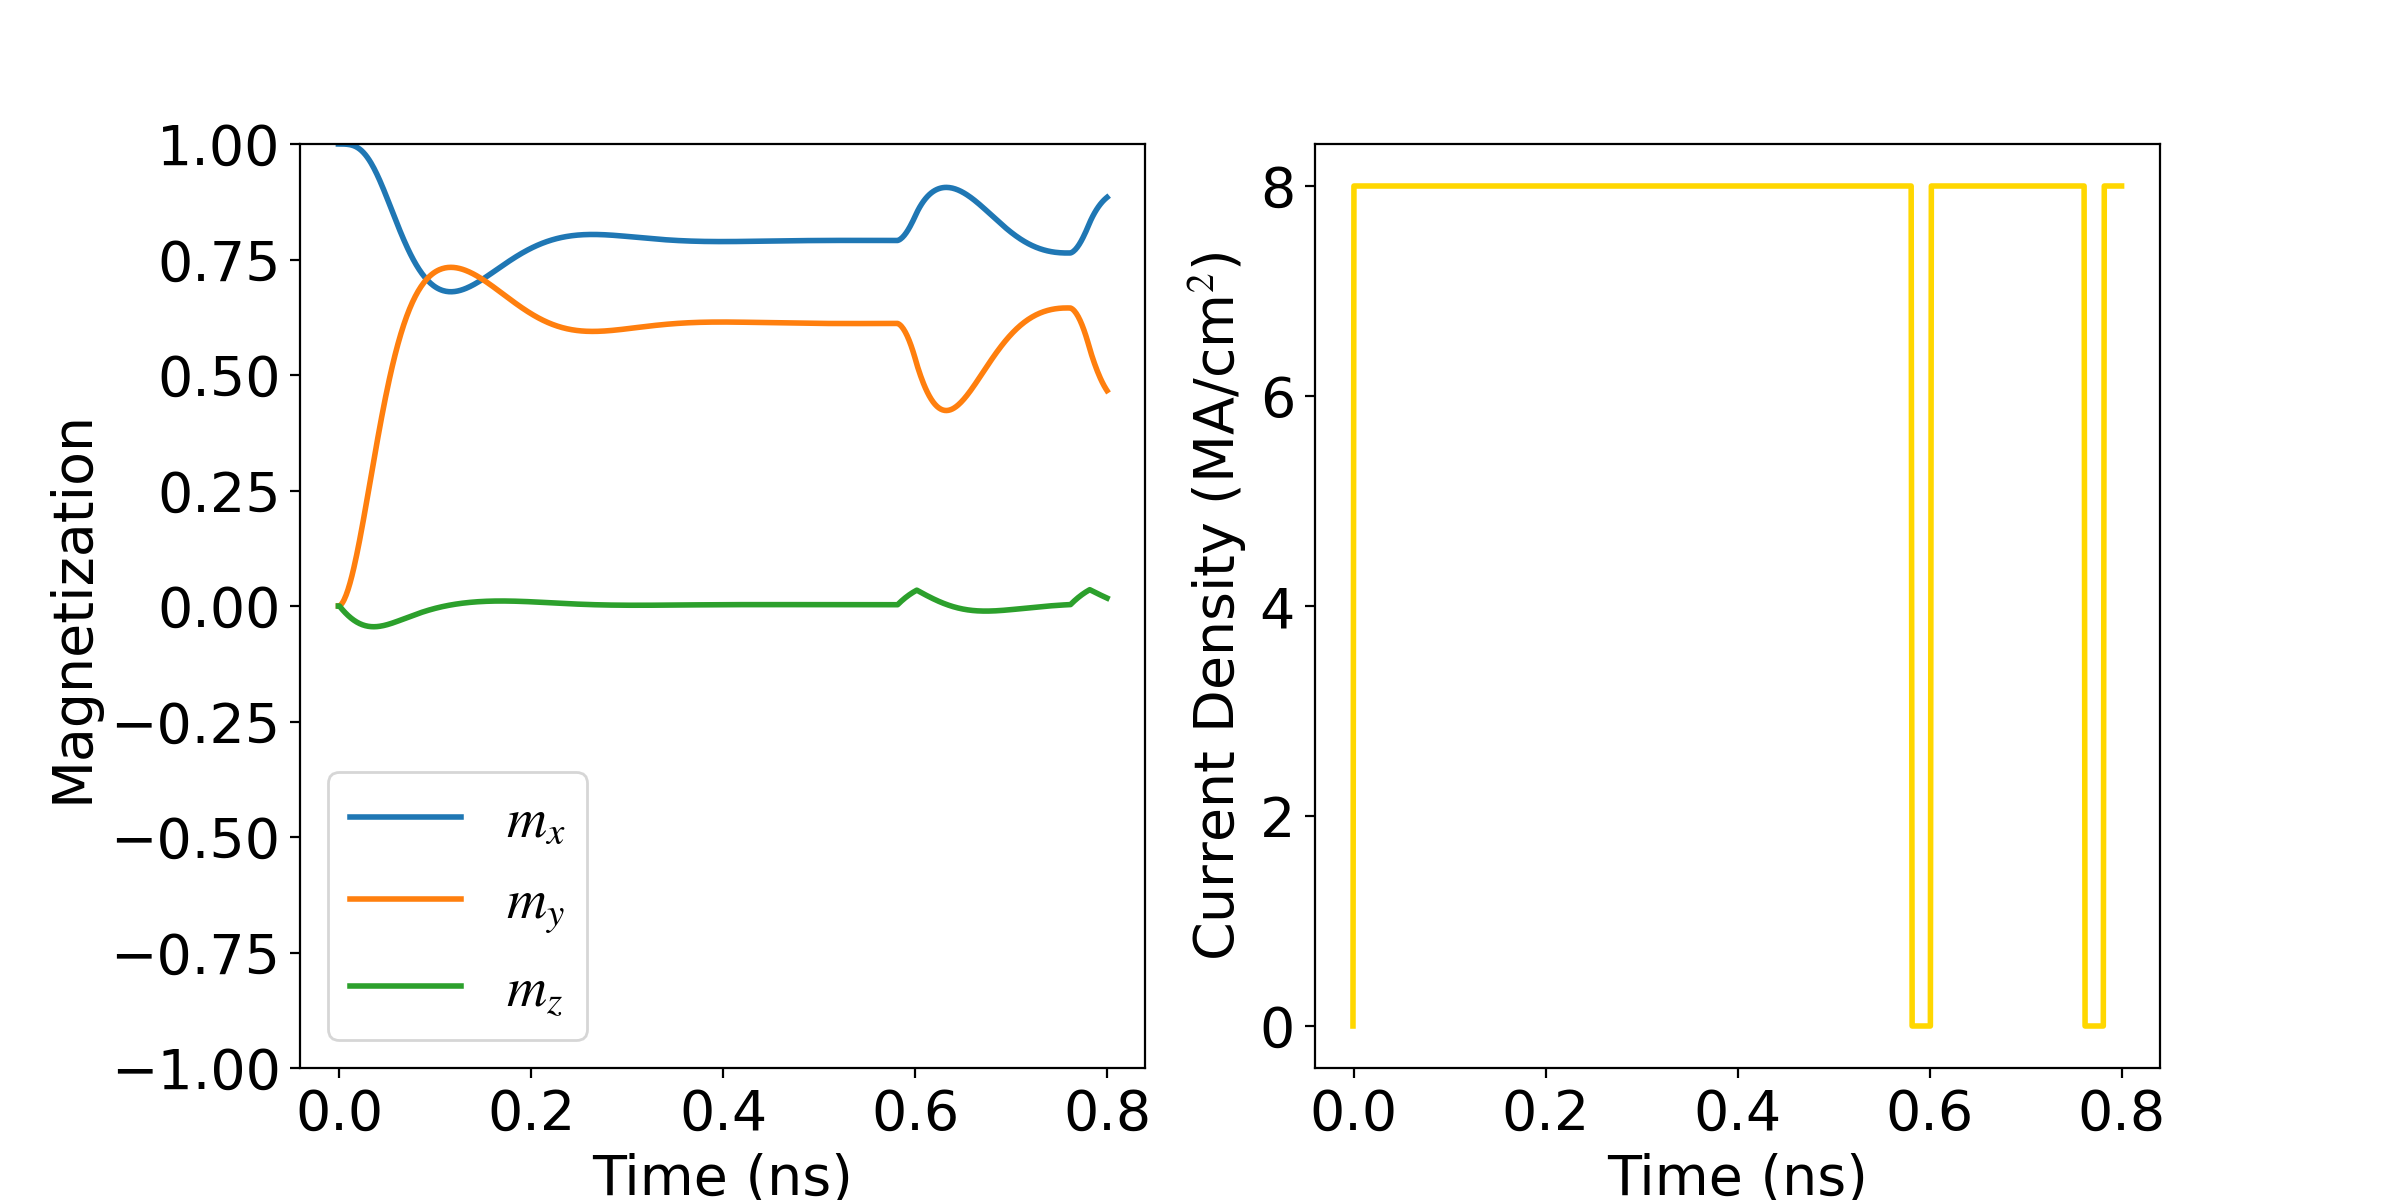 1.00
0.75
0.50
0.25
0.00
−0.25
−0.50
−0.75
−1.00
Magnetization
0.0 0.2 0.4 0.6 0.8
Time (ns)
m_x
m_y
m_z
8
6
4
2
0
Current Density (MA/cm²)
0.0 0.2 0.4 0.6 0.8
Time (ns)